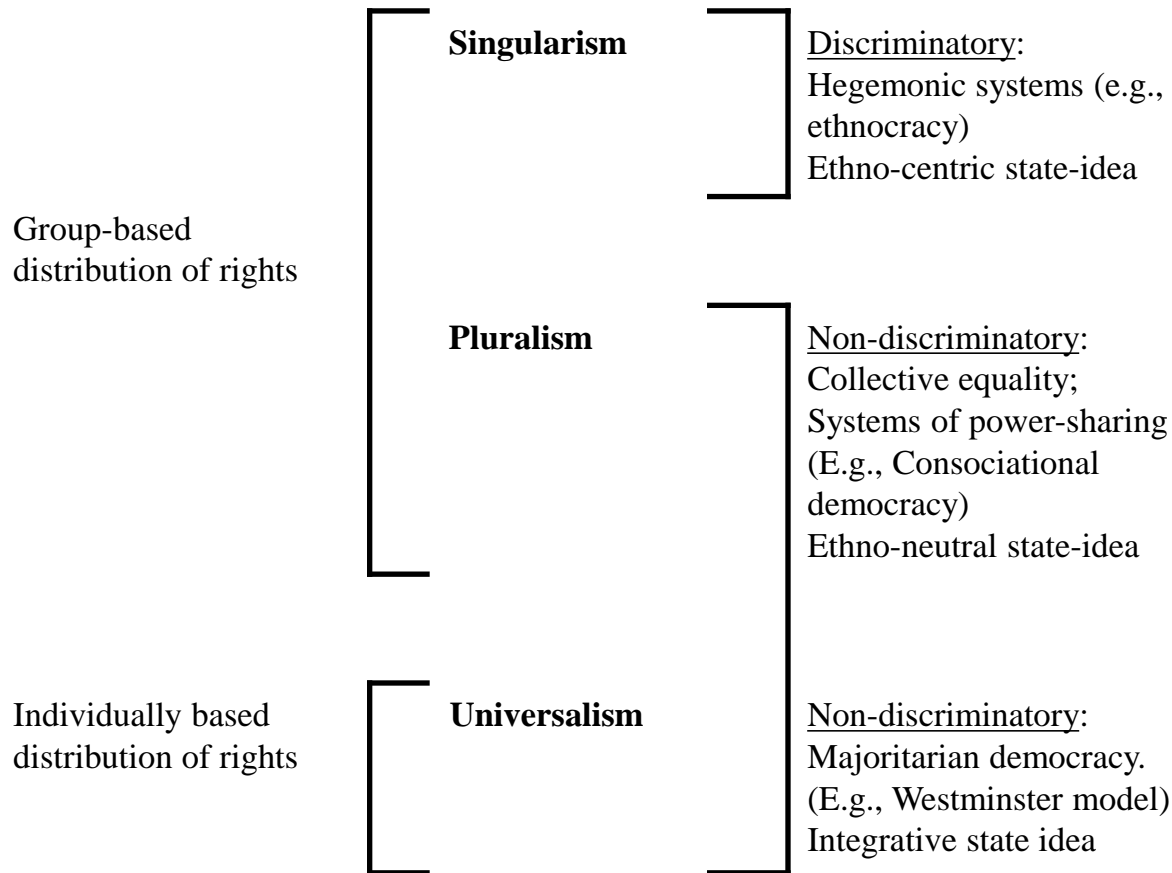 Singularism
Discriminatory:
Hegemonic systems (e.g.,
ethnocracy)
Ethno-centric state-idea
Group-based
distribution of rights
Pluralism
Non-discriminatory:
Collective equality;
Systems of power-sharing
(E.g., Consociational
democracy)
Ethno-neutral state-idea
Individually based
distribution of rights
Universalism
Non-discriminatory:
Majoritarian democracy.
(E.g., Westminster model)
Integrative state idea